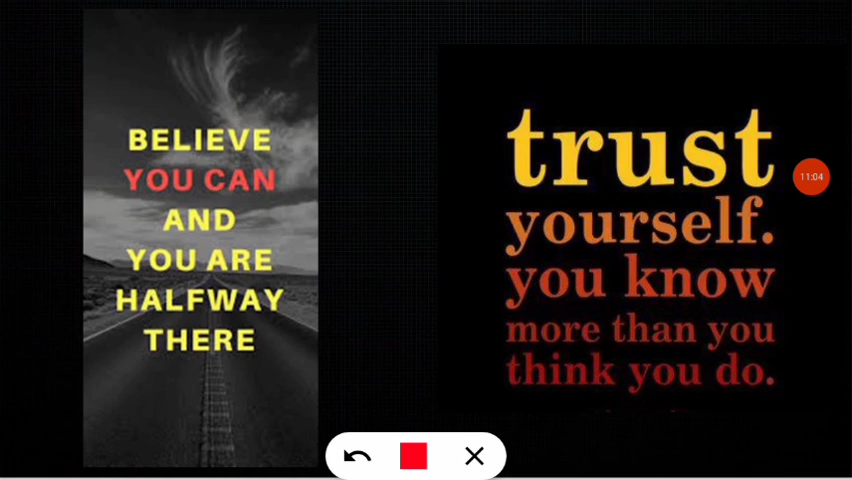 BELIEVE
YOU CAN
AND
YOU ARE
HALFWAY
THERE
trust
yourself.
you know
more than you
think you do.
11:04